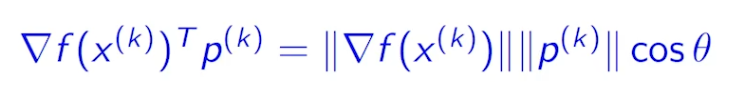 ∇f(x^{(k)})^T p^{(k)} = ‖∇f(x^{(k)})‖‖p^{(k)}‖ cos θ